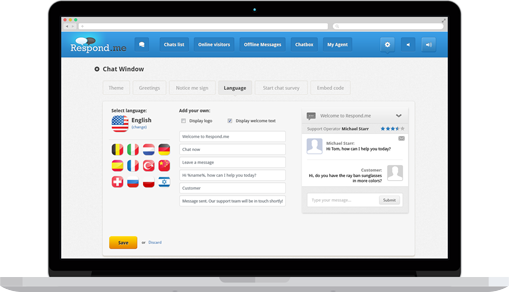 Respond.me
Chats list
Online visitors
Offline Messages
Chatbox
My Agent
Chat Window
Theme
Greetings
Notice me sign
Language
Start chat survey
Embed code
Select language:
English
(change)
Add your own:
Display logo
Display welcome text
Welcome to Respond.me
Chat now
Leave a message
Hi %name%, how can I help you today?
Customer
Message sent. Our support team will be in touch shortly!
Save
or
Discard
Welcome to Respond.me
Support Operator Michael Starr
Michael Starr
Hi Tom, how can I help you today?
Customer
Hi, do you have the ray ban sunglasses
in more colors?
Type your message...
Submit